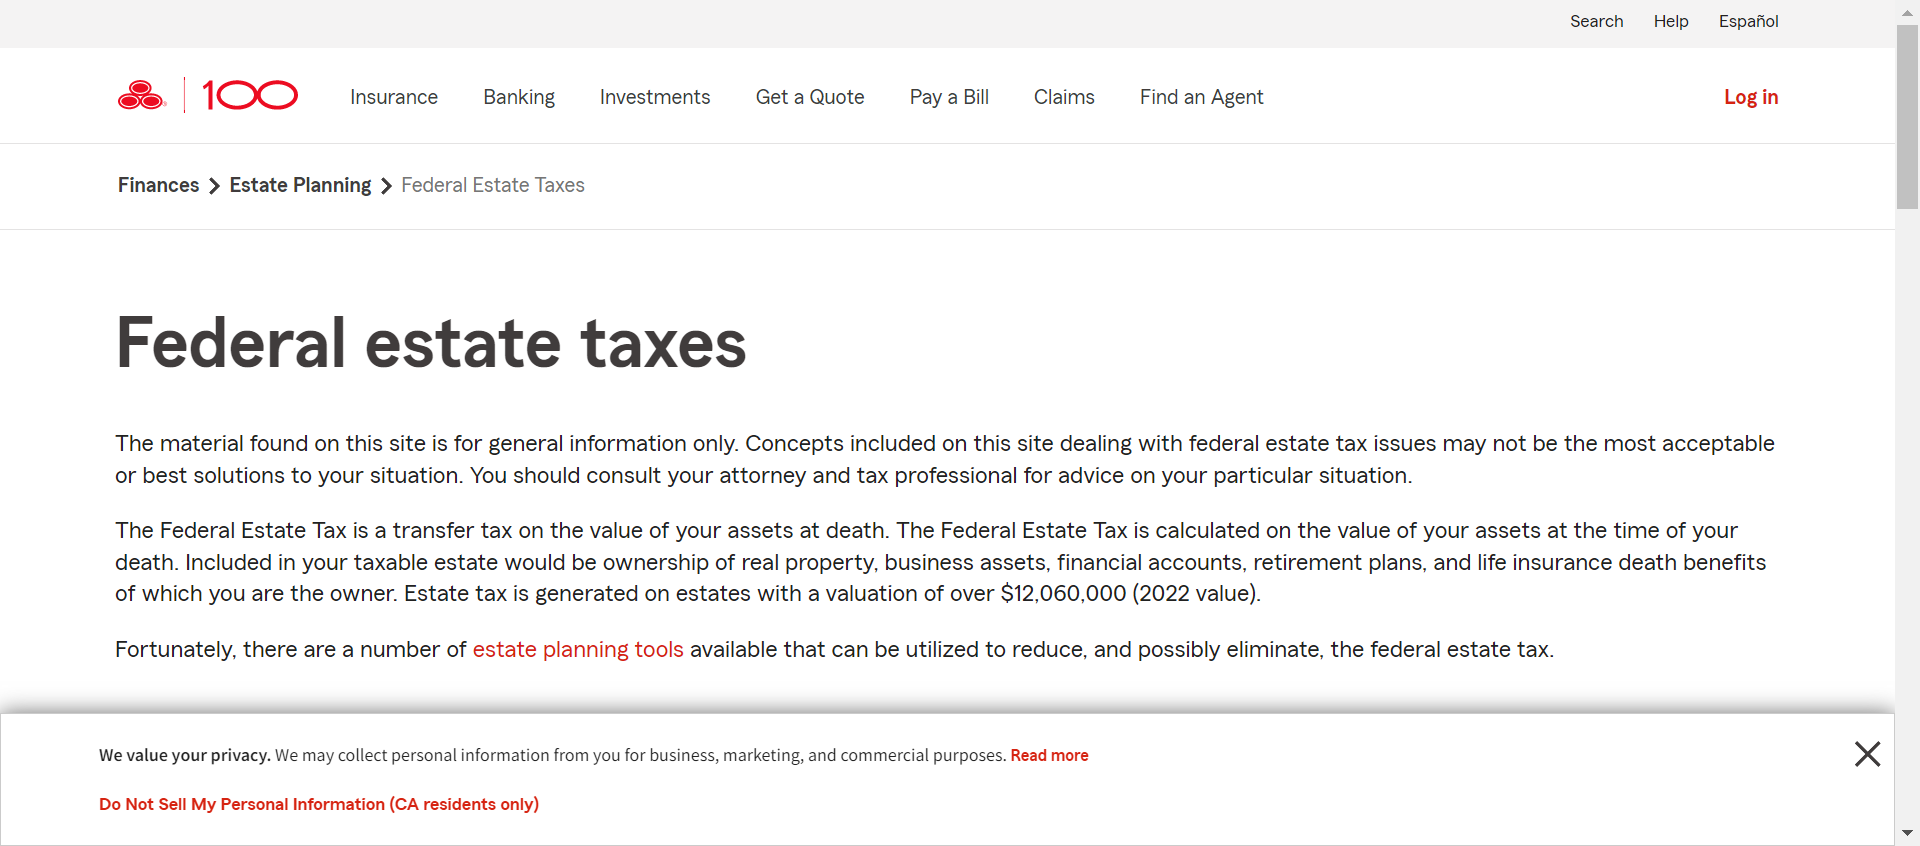 Search Help Español
100 Insurance Banking Investments Get a Quote Pay a Bill Claims Find an Agent Log in
Finances Estate Planning Federal Estate Taxes
Federal estate taxes
The material found on this site is for general information only. Concepts included on this site dealing with federal estate tax issues may not be the most acceptable
or best solutions to your situation. You should consult your attorney and tax professional for advice on your particular situation.
The Federal Estate Tax is a transfer tax on the value of your assets at death. The Federal Estate Tax is calculated on the value of your assets at the time of your
death. Included in your taxable estate would be ownership of real property, business assets, financial accounts, retirement plans, and life insurance death benefits
of which you are the owner. Estate tax is generated on estates with a valuation of over $12,060,000 (2022 value).
Fortunately, there are a number of estate planning tools available that can be utilized to reduce, and possibly eliminate, the federal estate tax.
We value your privacy. We may collect personal information from you for business, marketing, and commercial purposes. Read more
Do Not Sell My Personal Information (CA residents only)